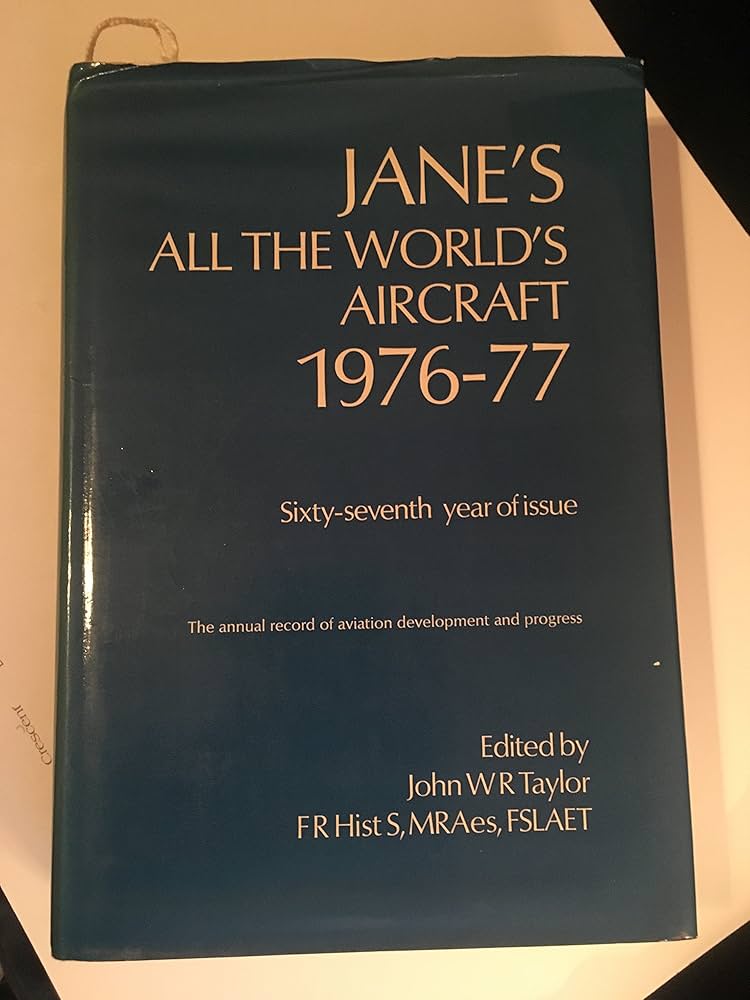 JANE'S
ALL THE WORLD'S
AIRCRAFT
1976-77
Sixty-seventh year of issue
The annual record of aviation development and progress
Edited by
John W R Taylor
F R Hist S, MRAes, FSLAET
Crescent